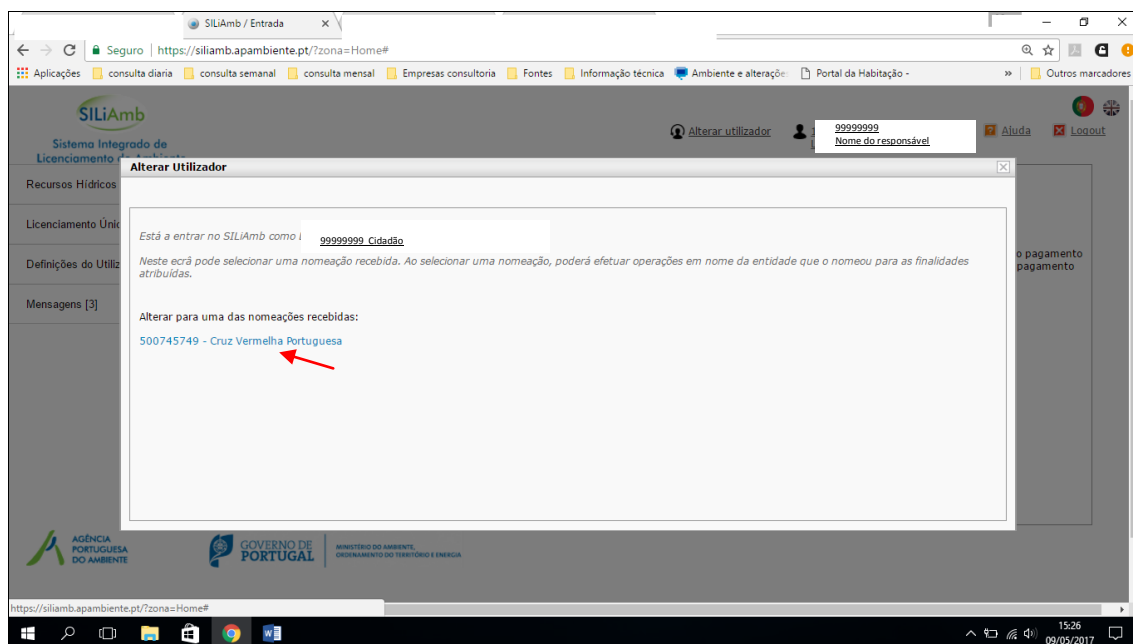 SILiAmb / Entrada
Seguro | https://siliamb.apambiente.pt/?zona=Home#
Aplicações consulta diaria consulta semanal consulta mensal Empresas consultoria Fontes Informação técnica Ambiente e alteraçõe Portal da Habitação - » Outros marcadores
SILiAmb
Sistema Integrado de
Licenciamento do Ambiente
Alterar utilizador
99999999
Nome do responsável
Ajuda
Logout
Alterar Utilizador
Recursos Hídricos
Licenciamento Únic
Definições do Utiliz
Mensagens [3]
Está a entrar no SILiAmb como
99999999 Cidadão
Neste ecrã pode selecionar uma nomeação recebida. Ao selecionar uma nomeação, poderá efetuar operações em nome da entidade que o nomeou para as finalidades
atribuídas.
o pagamento
pagamento
Alterar para uma das nomeações recebidas:
500745749 - Cruz Vermelha Portuguesa
AGÊNCIA
PORTUGUESA
DO AMBIENTE
GOVERNO DE
PORTUGAL
MINISTÉRIO DO AMBIENTE,
ORDENAMENTO DO TERRITÓRIO E ENERGIA
https://siliamb.apambiente.pt/?zona=Home#
15:26
09/05/2017